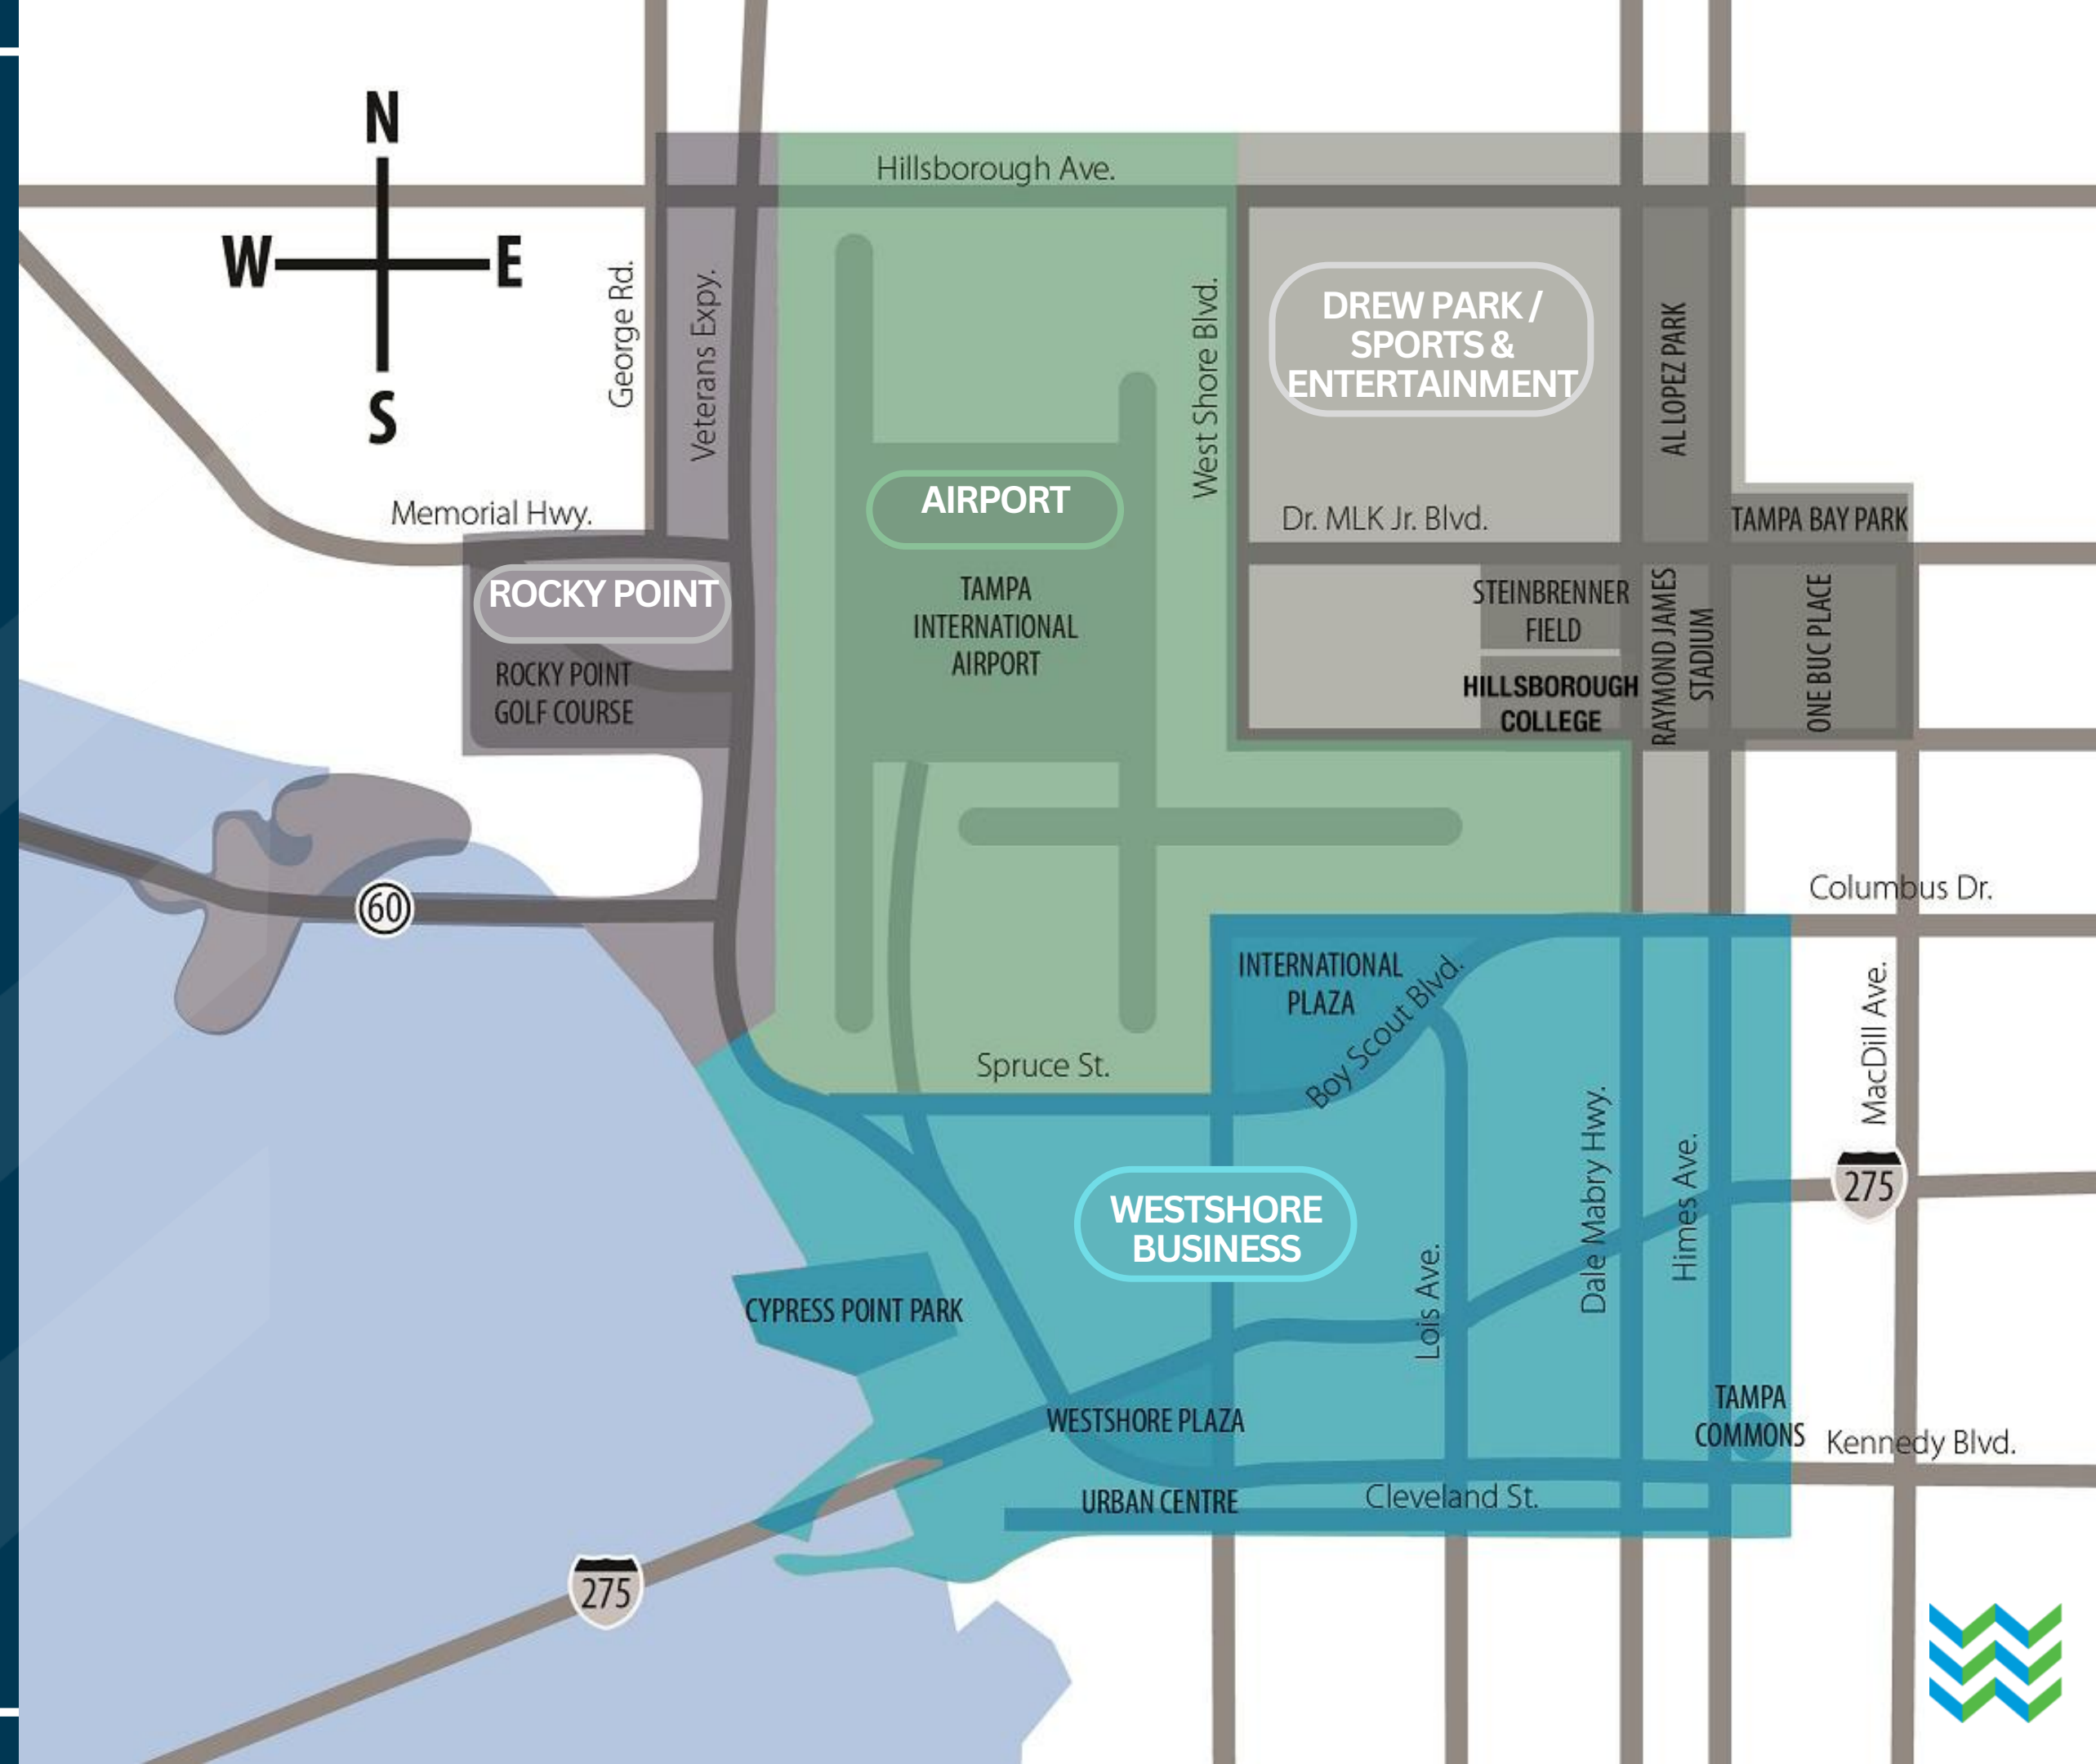 N
W
E
S
Hillsborough Ave.
George Rd.
Veterans Expy.
West Shore Blvd.
DREW PARK /
SPORTS &
ENTERTAINMENT
AL LOPEZ PARK
Memorial Hwy.
AIRPORT
Dr. MLK Jr. Blvd.
TAMPA BAY PARK
ROCKY POINT
TAMPA
INTERNATIONAL
AIRPORT
STEINBRENNER
FIELD
RAYMOND JAMES
STADIUM
ONE BUC PLACE
ROCKY POINT
GOLF COURSE
HILLSBOROUGH
COLLEGE
60
Columbus Dr.
INTERNATIONAL
PLAZA
Boy Scout Blvd.
MacDill Ave.
Spruce St.
Dale Mabry Hwy.
Himes Ave.
275
WESTSHORE
BUSINESS
Lois Ave.
CYPRESS POINT PARK
WESTSHORE PLAZA
TAMPA
COMMONS
Kennedy Blvd.
URBAN CENTRE
Cleveland St.
275